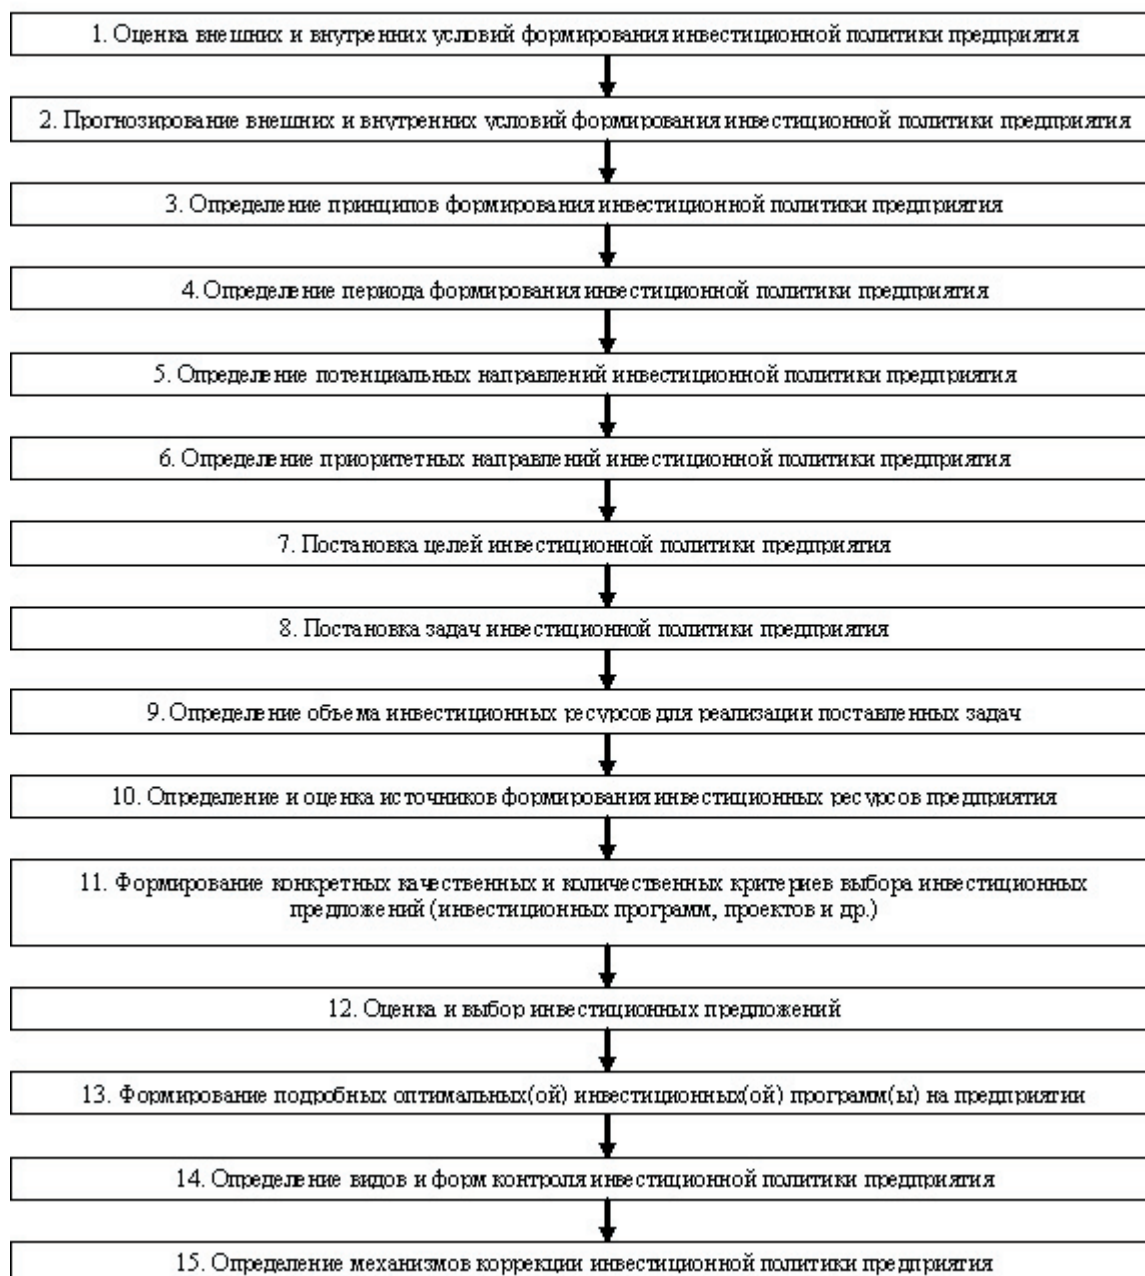 1. Оценка внешних и внутренних условий формирования инвестиционной политики предприятия
2. Прогнозирование внешних и внутренних условий формирования инвестиционной политики предприятия
3. Определение принципов формирования инвестиционной политики предприятия
4. Определение периода формирования инвестиционной политики предприятия
5. Определение потенциальных направлений инвестиционной политики предприятия
6. Определение приоритетных направлений инвестиционной политики предприятия
7. Постановка целей инвестиционной политики предприятия
8. Постановка задач инвестиционной политики предприятия
9. Определение объема инвестиционных ресурсов для реализации поставленных задач
10. Определение и оценка источников формирования инвестиционных ресурсов предприятия
11. Формирование конкретных качественных и количественных критериев выбора инвестиционных
предложений (инвестиционных программ, проектов и др.)
12. Оценка и выбор инвестиционных предложений
13. Формирование подробных оптимальных(ой) инвестиционных(ой) программ(ы) на предприятии
14. Определение видов и форм контроля инвестиционной политики предприятия
15. Определение механизмов коррекции инвестиционной политики предприятия